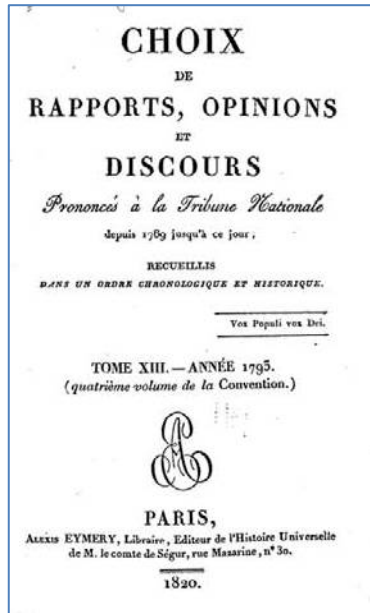 CHOIX
DE
RAPPORTS, OPINIONS
ET
DISCOURS
Prononcés à la Tribune Nationale
depuis 1789 jusqu'à ce jour;
RECUEILLIS
DANS UN ORDRE CHRONOLOGIQUE ET HISTORIQUE.
Vox Populi vox Dei.
TOME XIII. — ANNÉE 1793.
(quatrième volume de la Convention.)
AE
PARIS,
ALEXIS EYMERY, Libraire, Editeur de l'Histoire Universelle
de M. le comte de Ségur, rue Mazarine, n° 30.
1820.